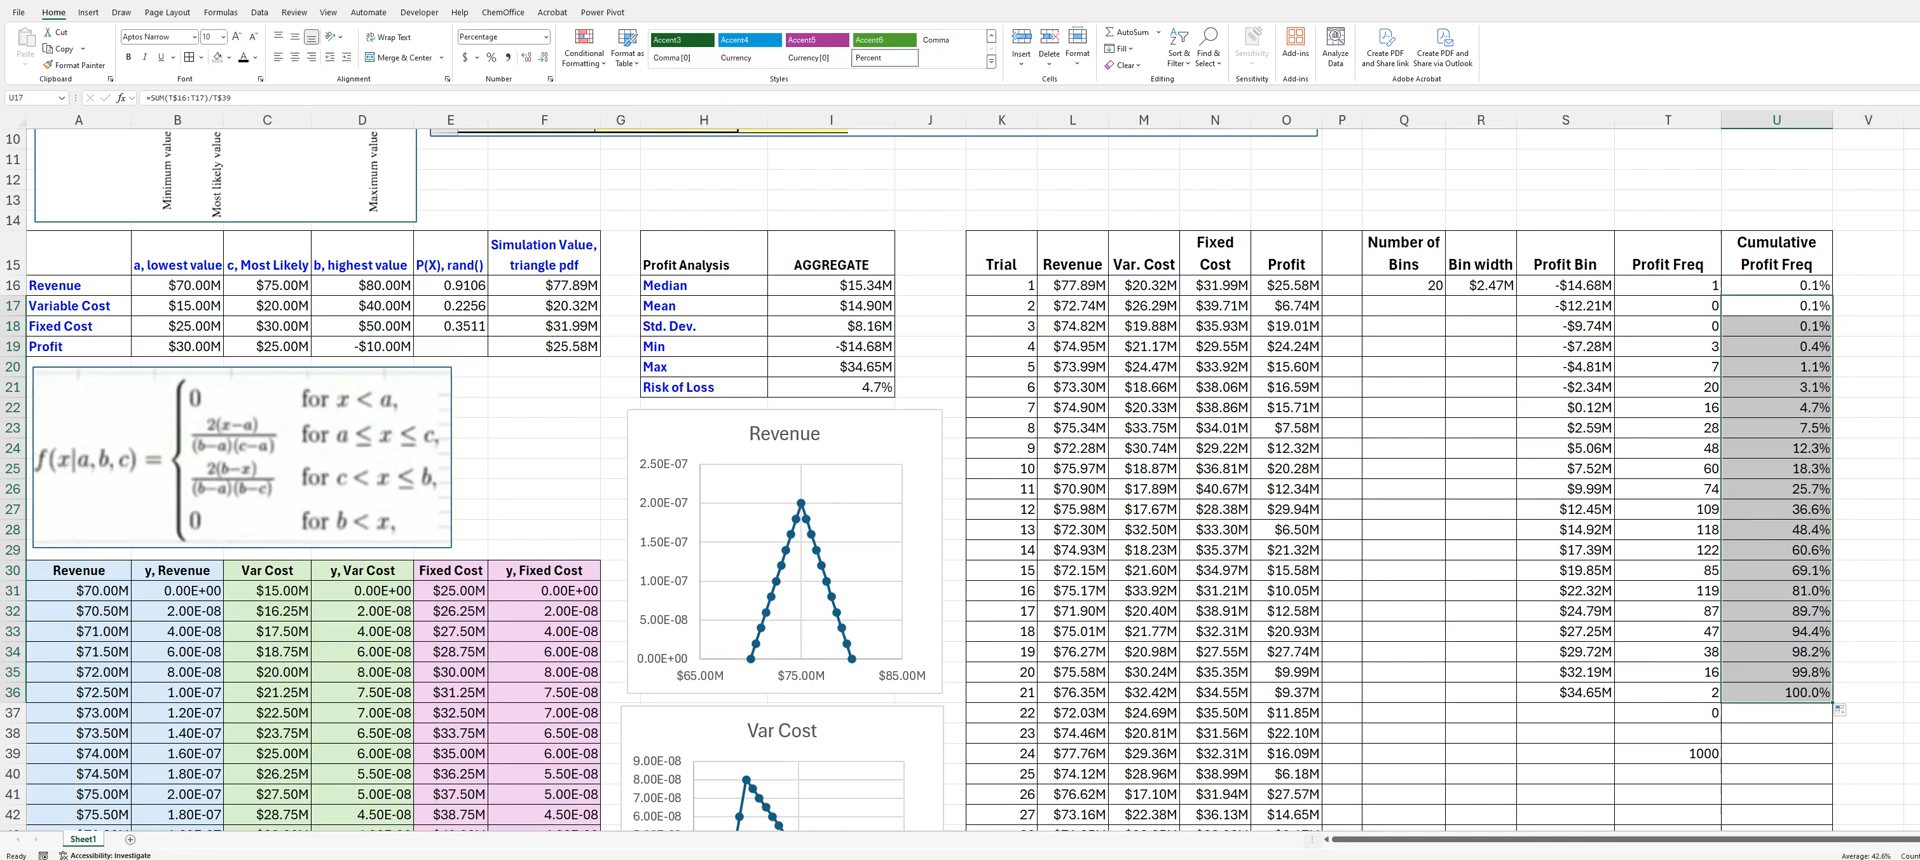 File Home Insert Draw Page Layout Formulas Data Review View Automate Developer Help ChemOffice Acrobat Power Pivot
Paste Cut Copy Format Painter Clipboard
Aptos Narrow 10 A A B I U Font
Wrap Text Merge & Center Alignment
Percentage $ % Number
Conditional Formatting Format as Table Accent3 Accent4 Accent5 Accent6 Comma
Comma [0] Currency Currency [0] Percent Styles
Insert Delete Format Cells
AutoSum Fill Clear Sort & Filter Find & Select Editing
Sensitivity Sensitivity Add-ins Add-ins Analyze Data
Create PDF and Share link Create PDF and Share via Outlook Adobe Acrobat
U17 fx =SUM(T$16:T17)/T$39
A B C D E F G H I J K L M N O P Q R S T U V
10
11
12
13
14
Minimum value
Most likely value
Maximum value
15 a, lowest value c, Most Likely b, highest value P(X), rand() Simulation Value, triangle pdf Profit Analysis AGGREGATE Trial Revenue Var. Cost Fixed Cost Profit Number of Bins Bin width Profit Bin Profit Freq Cumulative Profit Freq
16 Revenue $70.00M $75.00M $80.00M 0.9106 $77.89M Median $15.34M 1 $77.89M $20.32M $31.99M $25.58M 20 $2.47M -$14.68M 1 0.1%
17 Variable Cost $15.00M $20.00M $40.00M 0.2256 $20.32M Mean $14.90M 2 $72.74M $26.29M $39.71M $6.74M -$12.21M 0 0.1%
18 Fixed Cost $25.00M $30.00M $50.00M 0.3511 $31.99M Std. Dev. $8.16M 3 $74.82M $19.88M $35.93M $19.01M -$9.74M 0 0.1%
19 Profit $30.00M $25.00M -$10.00M $25.58M Min -$14.68M 4 $74.95M $21.17M $29.55M $24.24M -$7.28M 3 0.4%
20 Max $34.65M 5 $73.99M $24.47M $33.92M $15.60M -$4.81M 7 1.1%
21 Risk of Loss 4.7% 6 $73.30M $18.66M $38.06M $16.59M -$2.34M 20 3.1%
22 7 $74.90M $20.33M $38.86M $15.71M $0.12M 16 4.7%
23 8 $75.34M $33.75M $34.01M $7.58M $2.59M 28 7.5%
24 9 $72.28M $30.74M $29.22M $12.32M $5.06M 48 12.3%
25 10 $75.97M $18.87M $36.81M $20.28M $7.52M 60 18.3%
26 11 $70.90M $17.89M $40.67M $12.34M $9.99M 74 25.7%
27 12 $75.98M $17.67M $28.38M $29.94M $12.45M 109 36.6%
28 13 $72.30M $32.50M $33.30M $6.50M $14.92M 118 48.4%
29 14 $74.93M $18.23M $35.37M $21.32M $17.39M 122 60.6%
f(x|a,b,c) =
0 for x < a,
2(x−a)/(b−a)(c−a) for a ≤ x ≤ c,
2(b−x)/(b−a)(b−c) for c < x ≤ b,
0 for b < x,
Revenue
2.50E-07
2.00E-07
1.50E-07
1.00E-07
5.00E-08
0.00E+00
$65.00M $75.00M $85.00M
30 Revenue y, Revenue Var Cost y, Var Cost Fixed Cost y, Fixed Cost 15 $72.15M $21.60M $34.97M $15.58M $19.85M 85 69.1%
31 $70.00M 0.00E+00 $15.00M 0.00E+00 $25.00M 0.00E+00 16 $75.17M $33.92M $31.21M $10.05M $22.32M 119 81.0%
32 $70.50M 2.00E-08 $16.25M 2.00E-08 $26.25M 2.00E-08 17 $71.90M $20.40M $38.91M $12.58M $24.79M 87 89.7%
33 $71.00M 4.00E-08 $17.50M 4.00E-08 $27.50M 4.00E-08 18 $75.01M $21.77M $32.31M $20.93M $27.25M 47 94.4%
34 $71.50M 6.00E-08 $18.75M 6.00E-08 $28.75M 6.00E-08 19 $76.27M $20.98M $27.55M $27.74M $29.72M 38 98.2%
35 $72.00M 8.00E-08 $20.00M 8.00E-08 $30.00M 8.00E-08 20 $75.58M $30.24M $35.35M $9.99M $32.19M 16 99.8%
36 $72.50M 1.00E-07 $21.25M 7.50E-08 $31.25M 7.50E-08 21 $76.35M $32.42M $34.55M $9.37M $34.65M 2 100.0%
37 $73.00M 1.20E-07 $22.50M 7.00E-08 $32.50M 7.00E-08 22 $72.03M $24.69M $35.50M $11.85M 0
38 $73.50M 1.40E-07 $23.75M 6.50E-08 $33.75M 6.50E-08 23 $74.46M $20.81M $31.56M $22.10M
39 $74.00M 1.60E-07 $25.00M 6.00E-08 $35.00M 6.00E-08 24 $77.76M $29.36M $32.31M $16.09M 1000
40 $74.50M 1.80E-07 $26.25M 5.50E-08 $36.25M 5.50E-08 25 $74.12M $28.96M $38.99M $6.18M
41 $75.00M 2.00E-07 $27.50M 5.00E-08 $37.50M 5.00E-08 26 $76.62M $17.10M $31.94M $27.57M
42 $75.50M 1.80E-07 $28.75M 4.50E-08 $38.75M 4.50E-08 27 $73.16M $22.38M $36.13M $14.65M
Var Cost
9.00E-08
8.00E-08
7.00E-08
6.00E-08
Sheet1
Ready Accessibility: Investigate Average: 42.6%